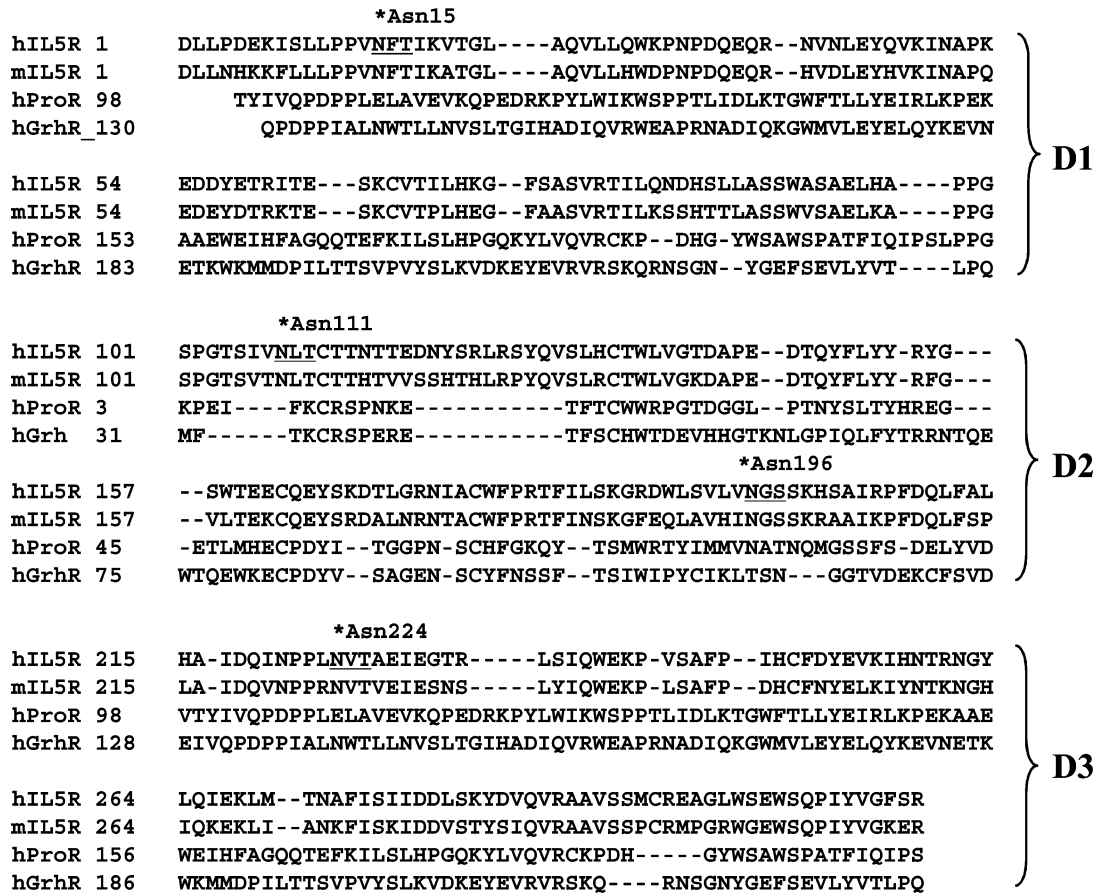 *Asn15
hIL5R 1 DLLPDEKISLLPPVNFTIKVTGL----AQVLLQWKPNPDQEQR--NVNLEYQVKINAPK
mIL5R 1 DLLNHKKFLLLPPVNFTIKATGL----AQVLLHWDPNPDQEQR--HVDLEYHVKINAPQ
hProR 98 TYIVQPDPPLELAVEVKQPEDRKPYLWIKWSPPTLIDLKTGWFTLLYEIRLKPEK
hGrhR_130 QPDPPIALNWTLLNVSLTGIHADIQVRWEAPRNADIQKGWMVLEYELQYKEVN
D1
hIL5R 54 EDDYETRITE---SKCVTILHKG--FSASVRTILQNDHSLLASSWASAELHA----PPG
mIL5R 54 EDEYDTRKTE---SKCVTPLHEG--FAASVRTILKSSHTTLASSWVSAELKA----PPG
hProR 153 AAEWEIHFAGQQTEFKILSLHPGQKYLVQVRCKP--DHG-YWSAWSPATFIQIPSLPPG
hGrhR 183 ETKWKMMDPILTTSVPVYSLKVDKEYEVRVRSKQRNSGN--YGEFSEVLYVT----LPQ
*Asn111
hIL5R 101 SPGTSIVNLTCTTNTTEDNYSRLRSYQVSLHCTWLVGTDAPE--DTQYFLYY-RYG---
mIL5R 101 SPGTSVTNLTCTTHTVVSSHTHLRPYQVSLRCTWLVGKDAPE--DTQYFLYY-RFG---
hProR 3 KPEI----FKCRSPNKE-----------TFTCWWRPGTDGGL--PTNYSLTYHREG---
hGrh 31 MF------TKCRSPERE-----------TFSCHWTDEVHHGTKNLGPIQLFYTRRNTQE
*Asn196
D2
hIL5R 157 --SWTEECQEYSKDTLGRNIACWFPRTFILSKGRDWLSVLVNGSSKHSAIRPFDQLFAL
mIL5R 157 --VLTEKCQEYSRDALNRNTACWFPRTFINSKGFEQLAVHINGSSKRAAIKPFDQLFSP
hProR 45 -ETLMHECPDYI--TGGPN-SCHFGKQY--TSMWRTYIMMVNATNQMGSSFS-DELYVD
hGrhR 75 WTQEWKECPDYV--SAGEN-SCYFNSSF--TSIWIPYCIKLTSN---GGTVDEKCFSVD
*Asn224
hIL5R 215 HA-IDQINPPLNVTAEIEGTR-----LSIQWEKP-VSAFP--IHCFDYEVKIHNTRNGY
mIL5R 215 LA-IDQVNPPRNVTVEIESNS-----LYIQWEKP-LSAFP--DHCFNYELKIYNTKNGH
hProR 98 VTYIVQPDPPLELAVEVKQPEDRKPYLWIKWSPPTLIDLKTGWFTLLYEIRLKPEKAAE
hGrhR 128 EIVQPDPPIALNWTLLNVSLTGIHADIQVRWEAPRNADIQKGWMVLEYELQYKEVNETK
D3
hIL5R 264 LQIEKLM--TNAFISIIDDLSKYDVQVRAAVSSMCREAGLWSEWSQPIYVGFSR
mIL5R 264 IQKEKLI--ANKFISKIDDVSTYSIQVRAAVSSPCRMPGRWGEWSQPIYVGKER
hProR 156 WEIHFAGQQTEFKILSLHPGQKYLVQVRCKPDH-----GYWSAWSPATFIQIPS
hGrhR 186 WKMMDPILTTSVPVYSLKVDKEYEVRVRSKQ----RNSGNYGEFSEVLYVTLPQ